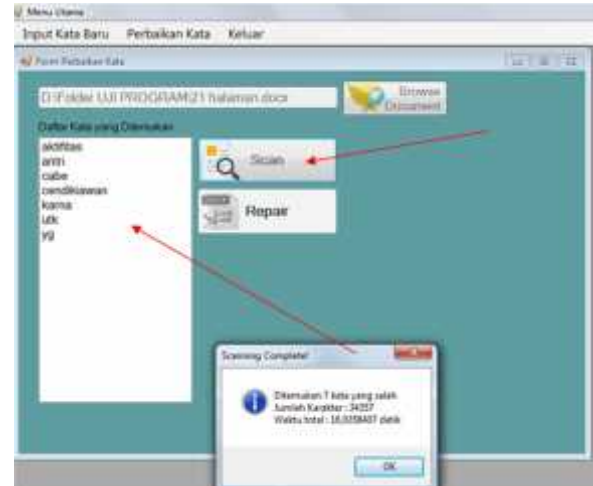 Menu Utama
Input Kata Baru Perbaikan Kata Keluar
Form Perbaikan Kata
D:\Folder UJI PROGRAM\21 halaman.docx
Browse
Document
Daftar Kata yang Ditemukan
aktifitas
antri
cabe
cendikiawan
karna
utk
yg
Scan
Repair
Scanning Complete!
Ditemukan 7 kata yang salah
Jumlah Karakter : 34357
Waktu total : detik
OK